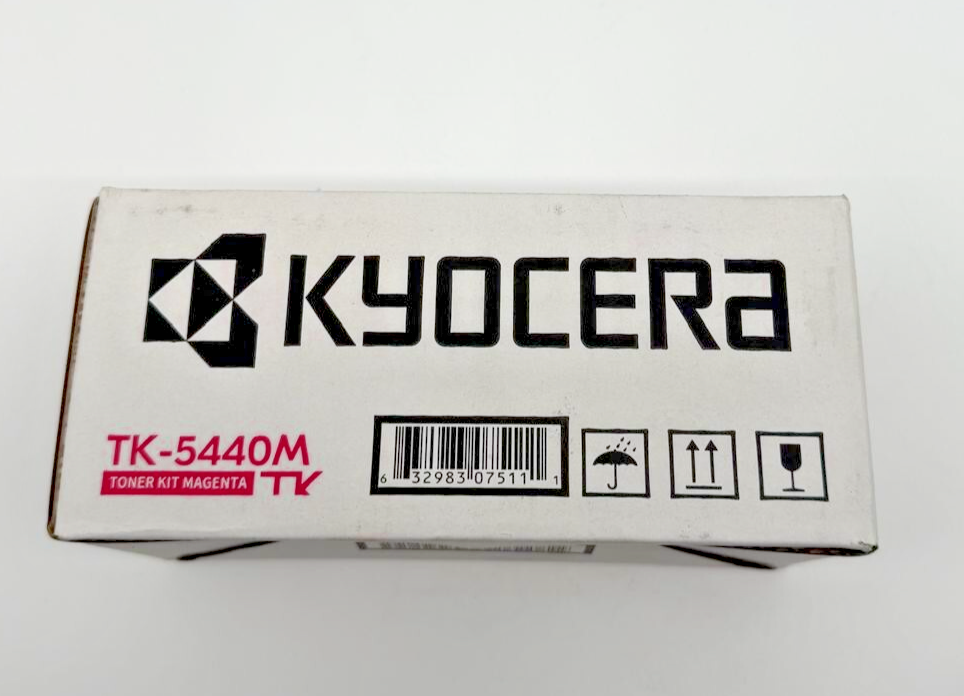 KYOCERA
TK-5440M
TONER KIT MAGENTA TK
6 32983 07511 1